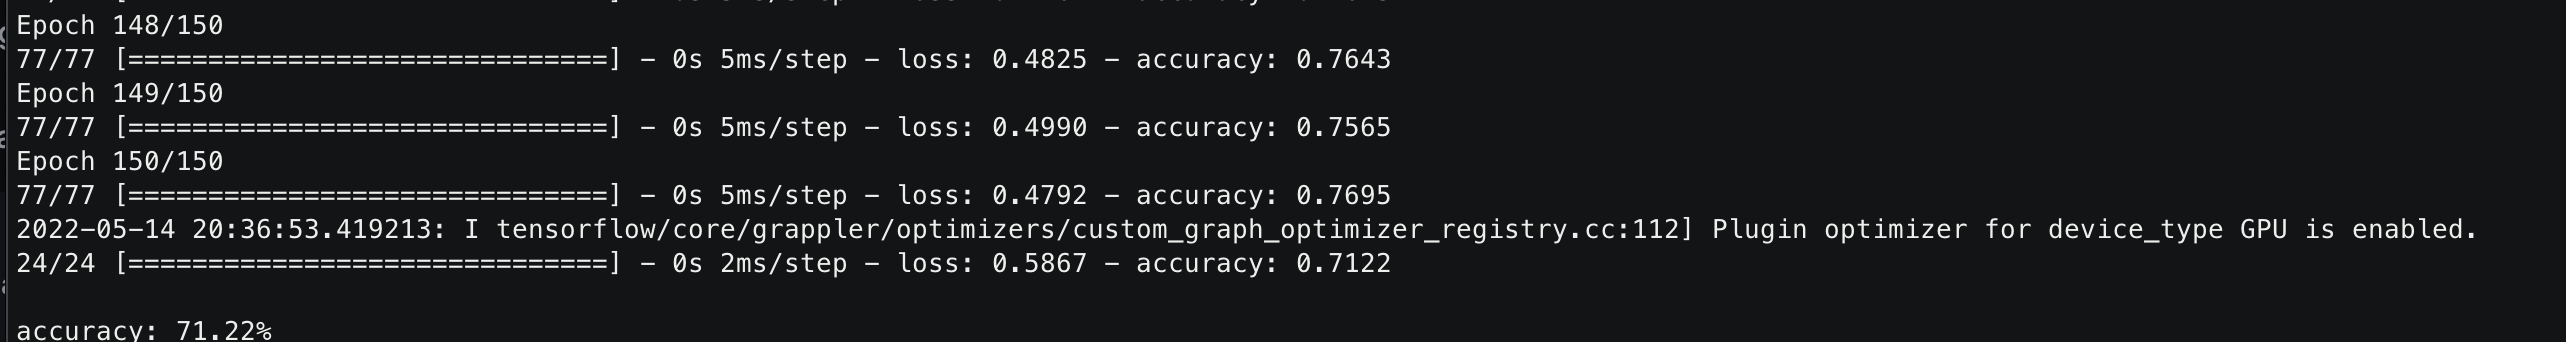 Epoch 148/150
77/77 [==============================] - 0s 5ms/step - loss: 0.4825 - accuracy: 0.7643
Epoch 149/150
77/77 [==============================] - 0s 5ms/step - loss: 0.4990 - accuracy: 0.7565
Epoch 150/150
77/77 [==============================] - 0s 5ms/step - loss: 0.4792 - accuracy: 0.7695
2022-05-14 20:36:53.419213: I tensorflow/core/grappler/optimizers/custom_graph_optimizer_registry.cc:112] Plugin optimizer for device_type GPU is enabled.
24/24 [==============================] - 0s 2ms/step - loss: 0.5867 - accuracy: 0.7122
accuracy: 71.22%